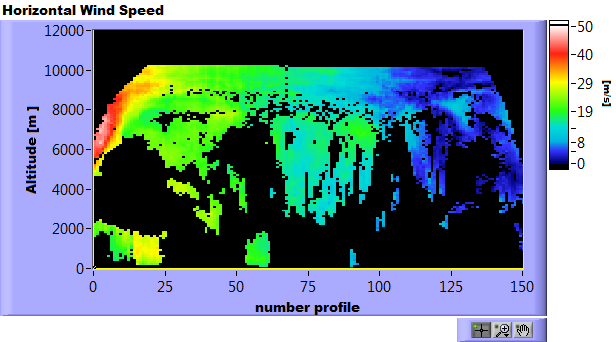 Horizontal Wind Speed
12000
10000
8000
6000
4000
2000
0
Altitude [m ]
0 25 50 75 100 125 150
number profile
50
40
29
19
8
0
[m/s]